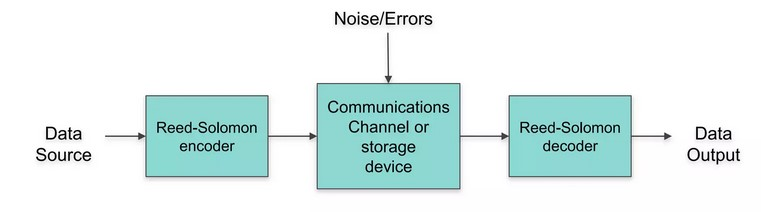 Noise/Errors
Data
Source
Reed-Solomon
encoder
Communications
Channel or
storage
device
Reed-Solomon
decoder
Data
Output